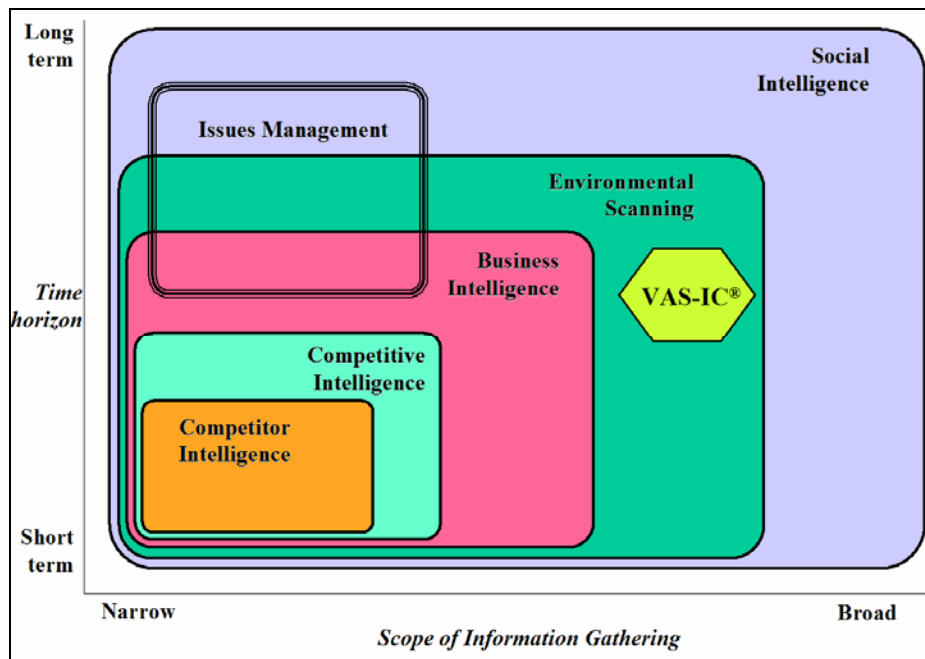 Long
term
Social
Intelligence
Issues Management
Environmental
Scanning
Business
Intelligence
VAS-IC®
Time
horizon
Competitive
Intelligence
Competitor
Intelligence
Short
term
Narrow
Broad
Scope of Information Gathering